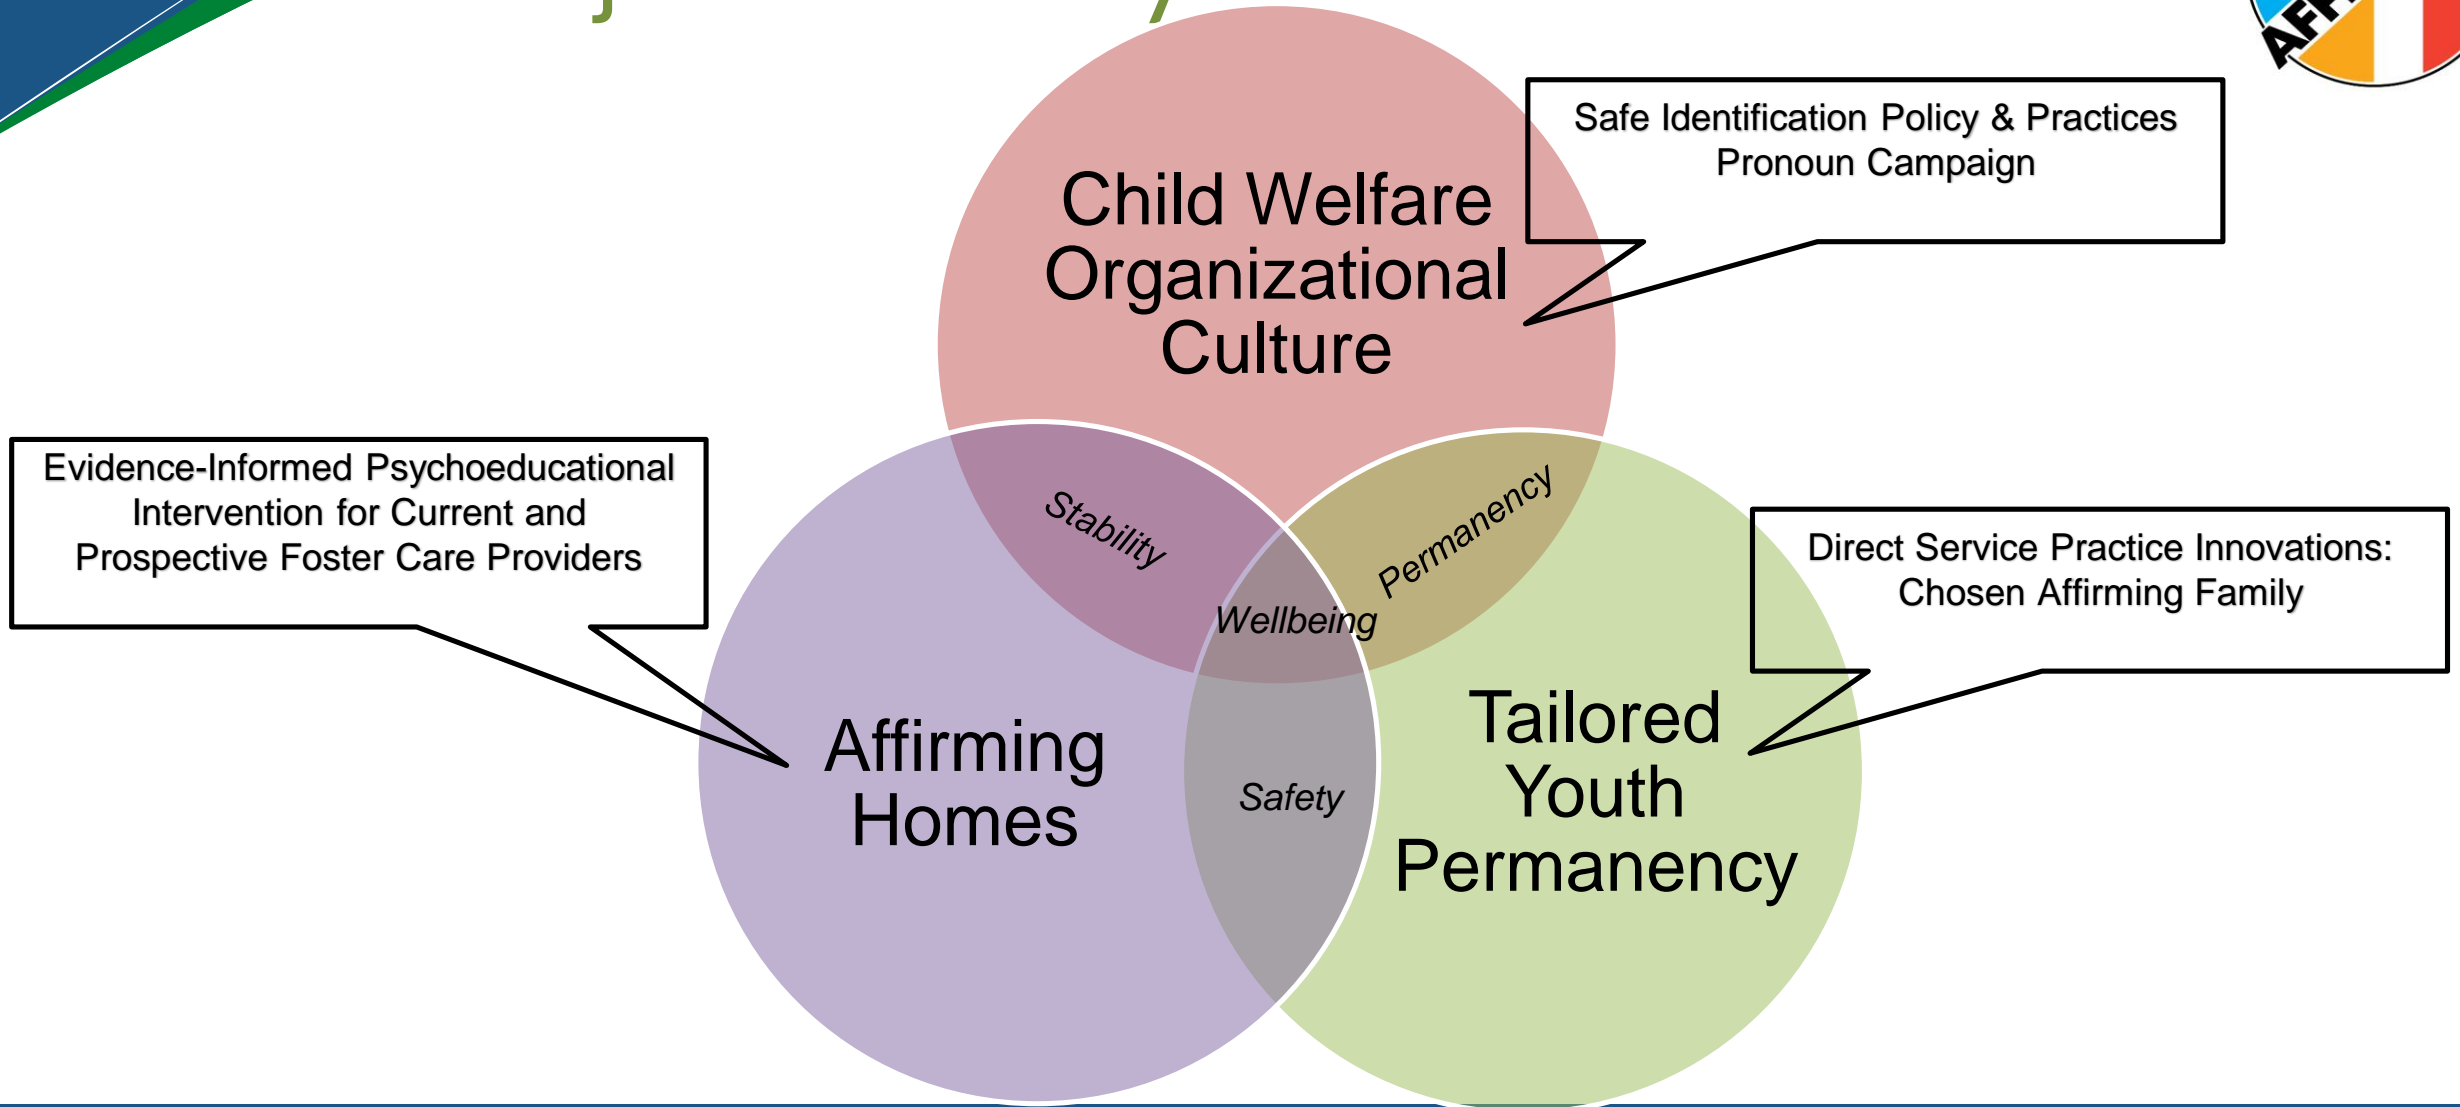 Safe Identification Policy & Practices
Pronoun Campaign
Child Welfare
Organizational
Culture
Evidence-Informed Psychoeducational
Intervention for Current and
Prospective Foster Care Providers
Stability
Permanency
Direct Service Practice Innovations:
Chosen Affirming Family
Wellbeing
Affirming
Homes
Safety
Tailored
Youth
Permanency